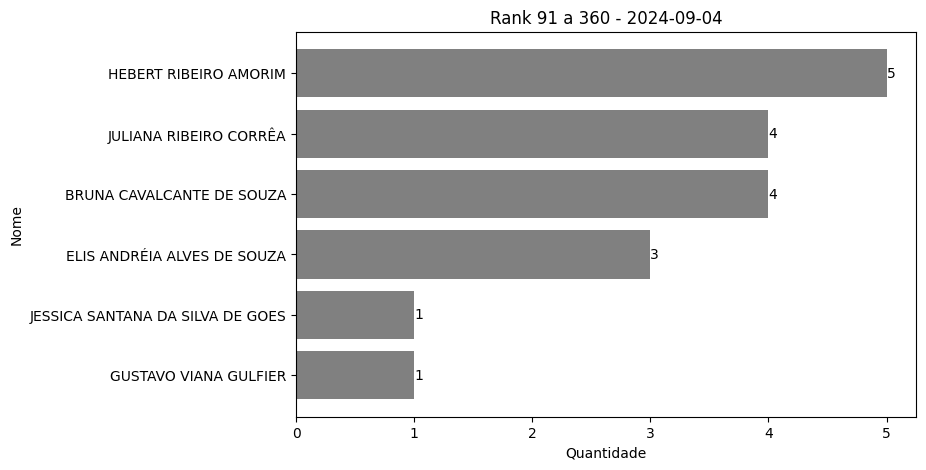 Rank 91 a 360 - 2024-09-04
Nome
HEBERT RIBEIRO AMORIM 5
JULIANA RIBEIRO CORRÊA 4
BRUNA CAVALCANTE DE SOUZA 4
ELIS ANDRÉIA ALVES DE SOUZA 3
JESSICA SANTANA DA SILVA DE GOES 1
GUSTAVO VIANA GULFIER 1
0 1 2 3 4 5
Quantidade